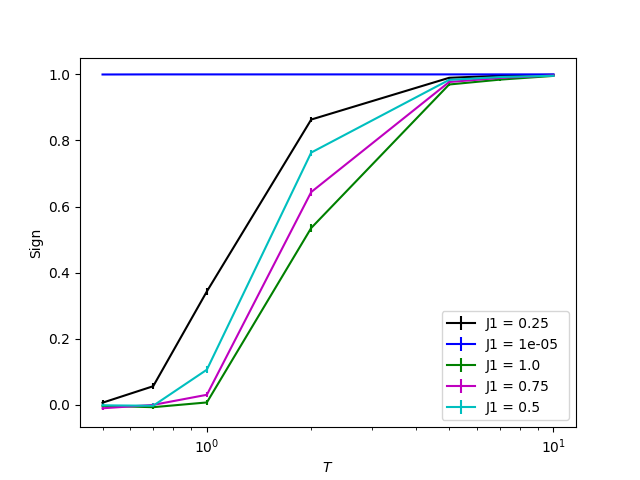 1.0
0.8
0.6
0.4
0.2
0.0
Sign
J1 = 0.25
J1 = 1e-05
J1 = 1.0
J1 = 0.75
J1 = 0.5
10⁰
10¹
T